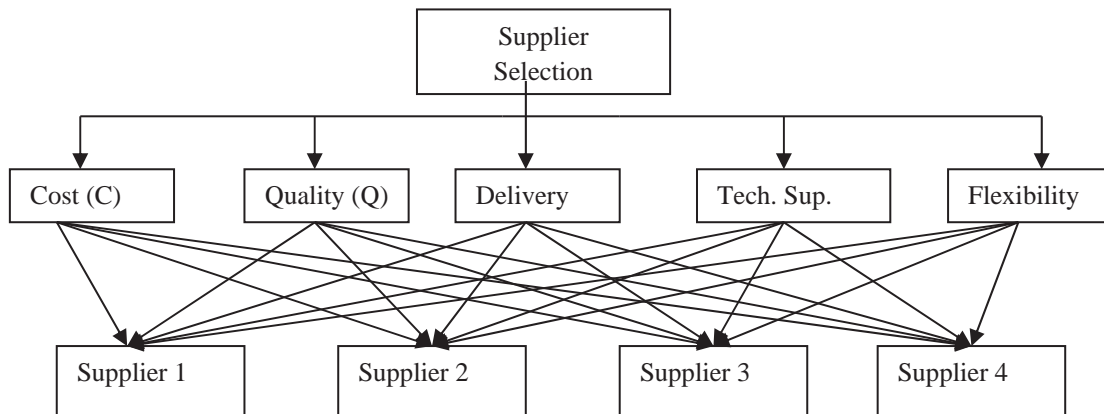 Supplier
Selection
Cost (C)
Quality (Q)
Delivery
Tech. Sup.
Flexibility
Supplier 1
Supplier 2
Supplier 3
Supplier 4